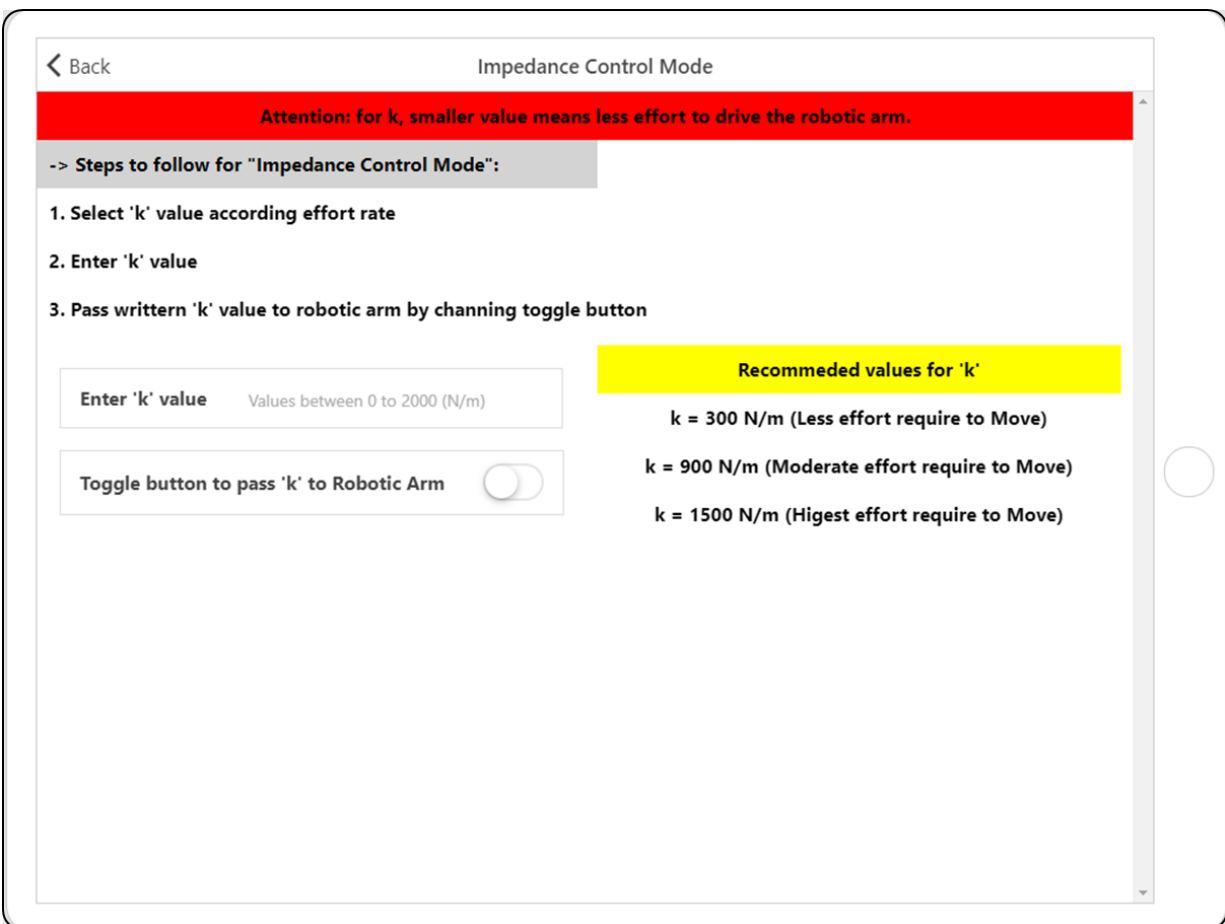 Back
Impedance Control Mode
Attention: for k, smaller value means less effort to drive the robotic arm.
-> Steps to follow for "Impedance Control Mode":
1. Select 'k' value according effort rate
2. Enter 'k' value
3. Pass writtern 'k' value to robotic arm by channing toggle button
Enter 'k' value
Values between 0 to 2000 (N/m)
Toggle button to pass 'k' to Robotic Arm
Recommeded values for 'k'
k = 300 N/m (Less effort require to Move)
k = 900 N/m (Moderate effort require to Move)
k = 1500 N/m (Higest effort require to Move)